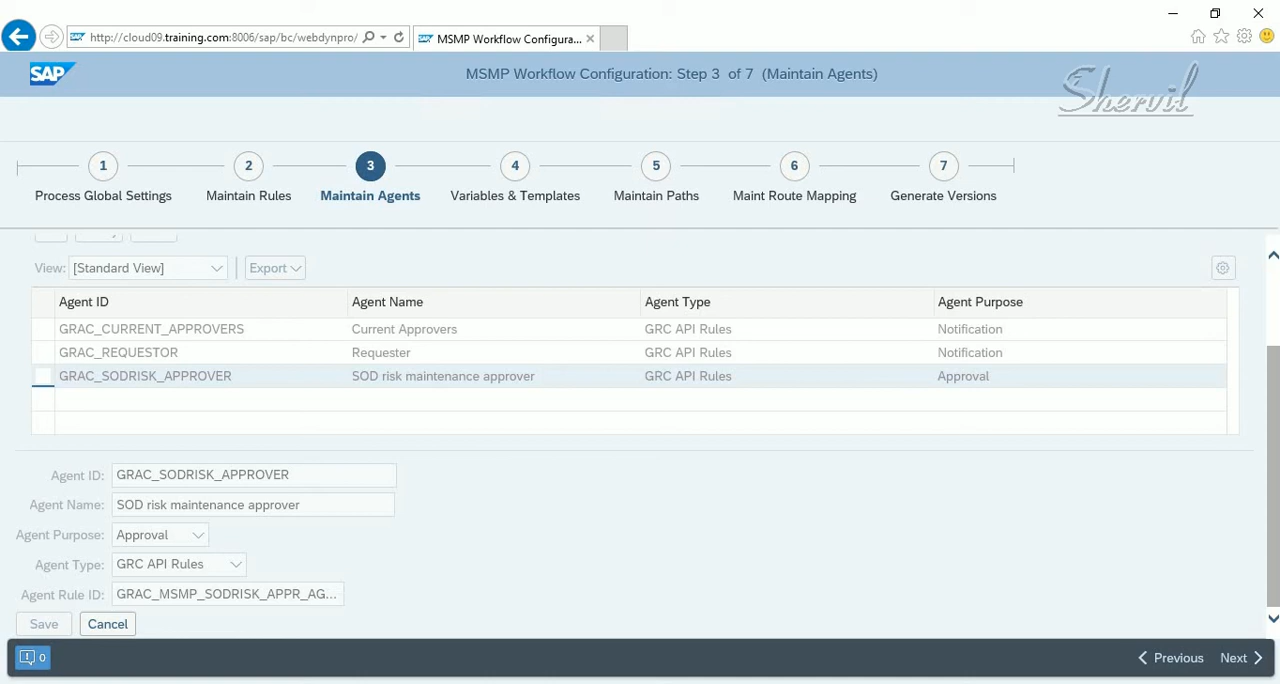 http://cloud09.training.com:8006/sap/bc/webdynpro/
SAP MSMP Workflow Configura...
SAP
MSMP Workflow Configuration: Step 3 of 7 (Maintain Agents)
Shervil
1 2 3 4 5 6 7
Process Global Settings Maintain Rules Maintain Agents Variables & Templates Maintain Paths Maint Route Mapping Generate Versions
View: [Standard View] Export
Agent ID Agent Name Agent Type Agent Purpose
GRAC_CURRENT_APPROVERS Current Approvers GRC API Rules Notification
GRAC_REQUESTOR Requester GRC API Rules Notification
GRAC_SODRISK_APPROVER SOD risk maintenance approver GRC API Rules Approval
Agent ID: GRAC_SODRISK_APPROVER
Agent Name: SOD risk maintenance approver
Agent Purpose: Approval
Agent Type: GRC API Rules
Agent Rule ID: GRAC_MSMP_SODRISK_APPR_AG...
Save Cancel
0 Previous Next